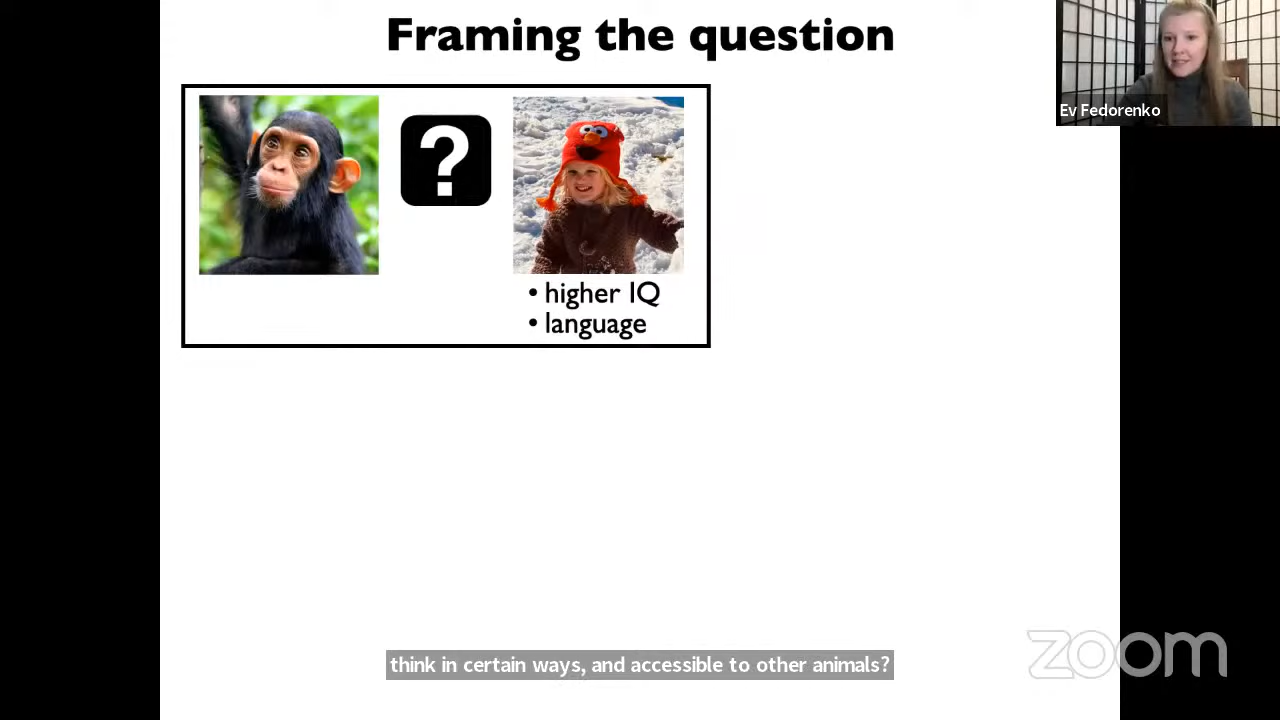 Framing the question
Ev Fedorenko
?
• higher IQ
• language
think in certain ways, and accessible to other animals?
zoom